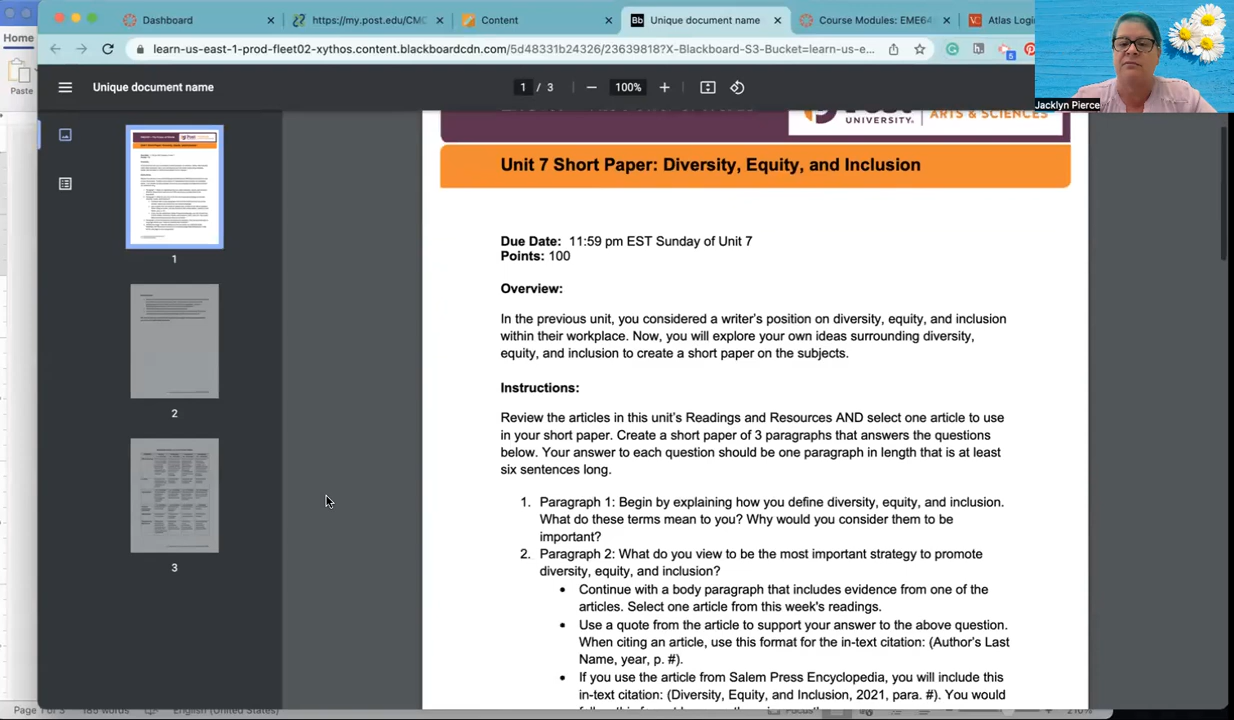 Dashboard
https://my.post.edu/CMC
Content
Bb Unique document name
Course Modules: EME64
Atlas Login
Home
Paste
learn-us-east-1-prod-fleet02-xythos.content.blackboardcdn.com/5d48331b24326/23639818?X-Blackboard-S3-Bucket=learn-us-e...
5
Jacklyn Pierce
Unique document name
1 / 3
100%
1
2
3
UNIVERSITY. ARTS & SCIENCES
Unit 7 Short Paper: Diversity, Equity, and Inclusion
Due Date: 11:59 pm EST Sunday of Unit 7
Points: 100
Overview:
In the previous unit, you considered a writer's position on diversity, equity, and inclusion
within their workplace. Now, you will explore your own ideas surrounding diversity,
equity, and inclusion to create a short paper on the subjects.
Instructions:
Review the articles in this unit's Readings and Resources AND select one article to use
in your short paper. Create a short paper of 3 paragraphs that answers the questions
below. Your answer to each question should be one paragraph in length that is at least
six sentences long.
1. Paragraph 1: Begin by explaining how you define diversity, equity, and inclusion.
What do these terms mean to you? Why would you consider them to be
important?
2. Paragraph 2: What do you view to be the most important strategy to promote
diversity, equity, and inclusion?
• Continue with a body paragraph that includes evidence from one of the
articles. Select one article from this week's readings.
• Use a quote from the article to support your answer to the above question.
When citing an article, use this format for the in-text citation: (Author's Last
Name, year, p. #).
• If you use the article from Salem Press Encyclopedia, you will include this
in-text citation: (Diversity, Equity, and Inclusion, 2021, para. #). You would
Page 1 of 3
185 words
English (United States)
Focus
210%